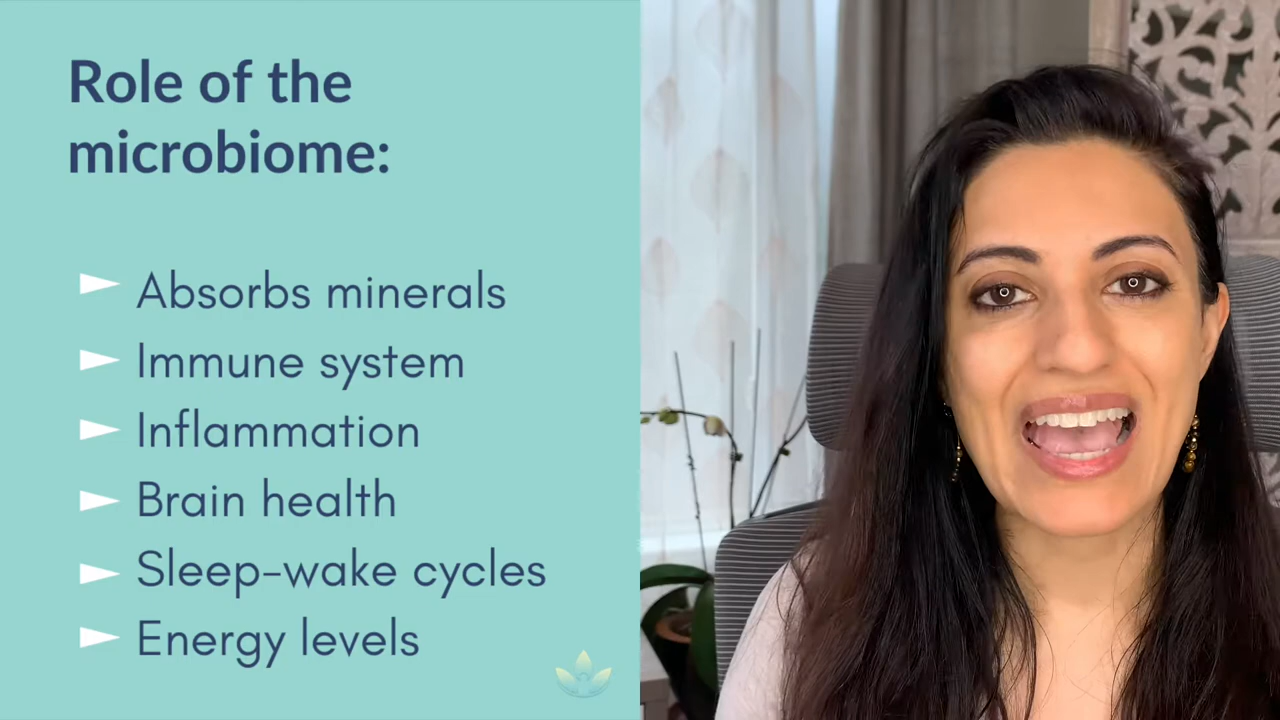 Role of the
microbiome:
Absorbs minerals
Immune system
Inflammation
Brain health
Sleep-wake cycles
Energy levels